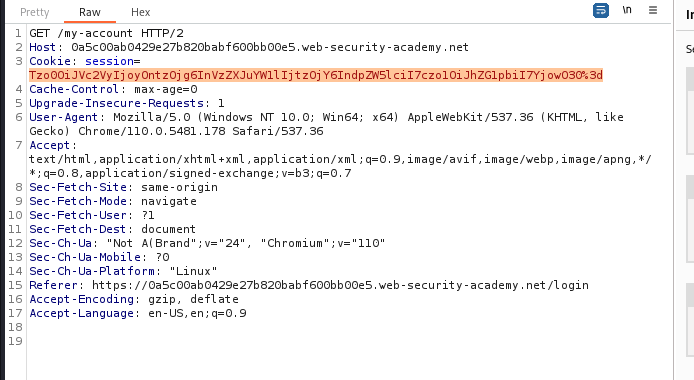 Pretty Raw Hex
\n
In
1 GET /my-account HTTP/2
2 Host: 0a5c00ab0429e27b820babf600bb00e5.web-security-academy.net
3 Cookie: session=
Tzo0OiJVc2VyIjoyOntzOjg6InVzZXJuYW1lIjtzOjY6IndpZW5lciI7czo1OiJhZG1pbiI7YjowO30%3d
4 Cache-Control: max-age=0
5 Upgrade-Insecure-Requests: 1
6 User-Agent: Mozilla/5.0 (Windows NT 10.0; Win64; x64) AppleWebKit/537.36 (KHTML, like
Gecko) Chrome/110.0.5481.178 Safari/537.36
7 Accept:
text/html,application/xhtml+xml,application/xml;q=0.9,image/avif,image/webp,image/apng,*/
*;q=0.8,application/signed-exchange;v=b3;q=0.7
8 Sec-Fetch-Site: same-origin
9 Sec-Fetch-Mode: navigate
10 Sec-Fetch-User: ?1
11 Sec-Fetch-Dest: document
12 Sec-Ch-Ua: "Not A(Brand";v="24", "Chromium";v="110"
13 Sec-Ch-Ua-Mobile: ?0
14 Sec-Ch-Ua-Platform: "Linux"
15 Referer: https://0a5c00ab0429e27b820babf600bb00e5.web-security-academy.net/login
16 Accept-Encoding: gzip, deflate
17 Accept-Language: en-US,en;q=0.9
18
19